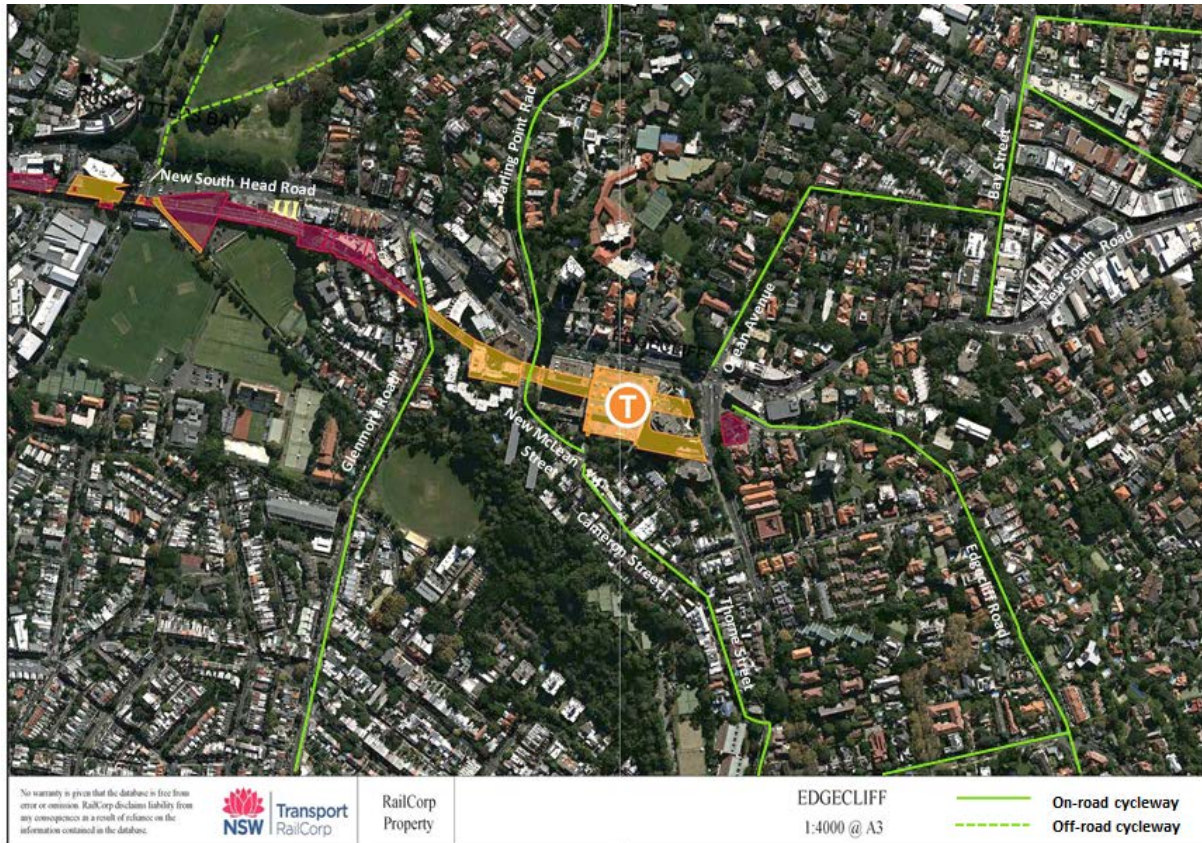 New South Head Road
Darling Point Road
Bay Street
New South Road
Ocean Avenue
EDGECLIFF
T
Glenmore Road
New McLean
Street
Cameron Street
Thorne Street
Edgecliff Road
No warranty is given that the database is free from
error or omission. RailCorp disclaims liability from
any consequences as a result of reliance on the
information contained in the database.
NSW
Transport
RailCorp
RailCorp
Property
EDGECLIFF
1:4000 @ A3
On-road cycleway
Off-road cycleway